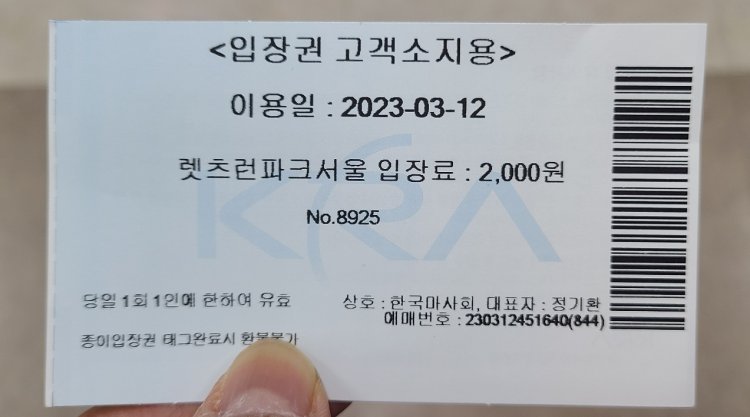 <입장권 고객소지용>
이용일 : 2023-03-12
렛츠런파크서울 입장료 : 2,000원
KRA
No.8925
당일 1회 1인에 한하여 유효
상호 : 한국마사회, 대표자 : 정기환
예매번호 : 230312451640(844)
종이입장권 태그완료시 환불불가